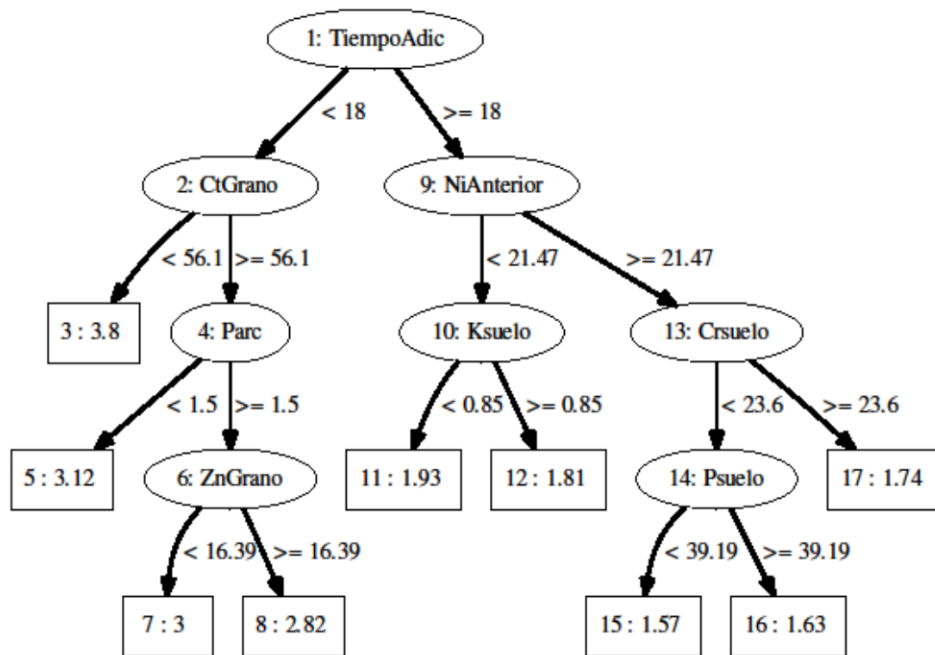 1: TiempoAdic
< 18
>= 18
2: CtGrano
9: NiAnterior
< 56.1
>= 56.1
< 21.47
>= 21.47
3 : 3.8
4: Parc
10: Ksuelo
13: Crsuelo
< 1.5
>= 1.5
< 0.85
>= 0.85
< 23.6
>= 23.6
5 : 3.12
6: ZnGrano
11 : 1.93
12 : 1.81
14: Psuelo
17 : 1.74
< 16.39
>= 16.39
< 39.19
>= 39.19
7 : 3
8 : 2.82
15 : 1.57
16 : 1.63